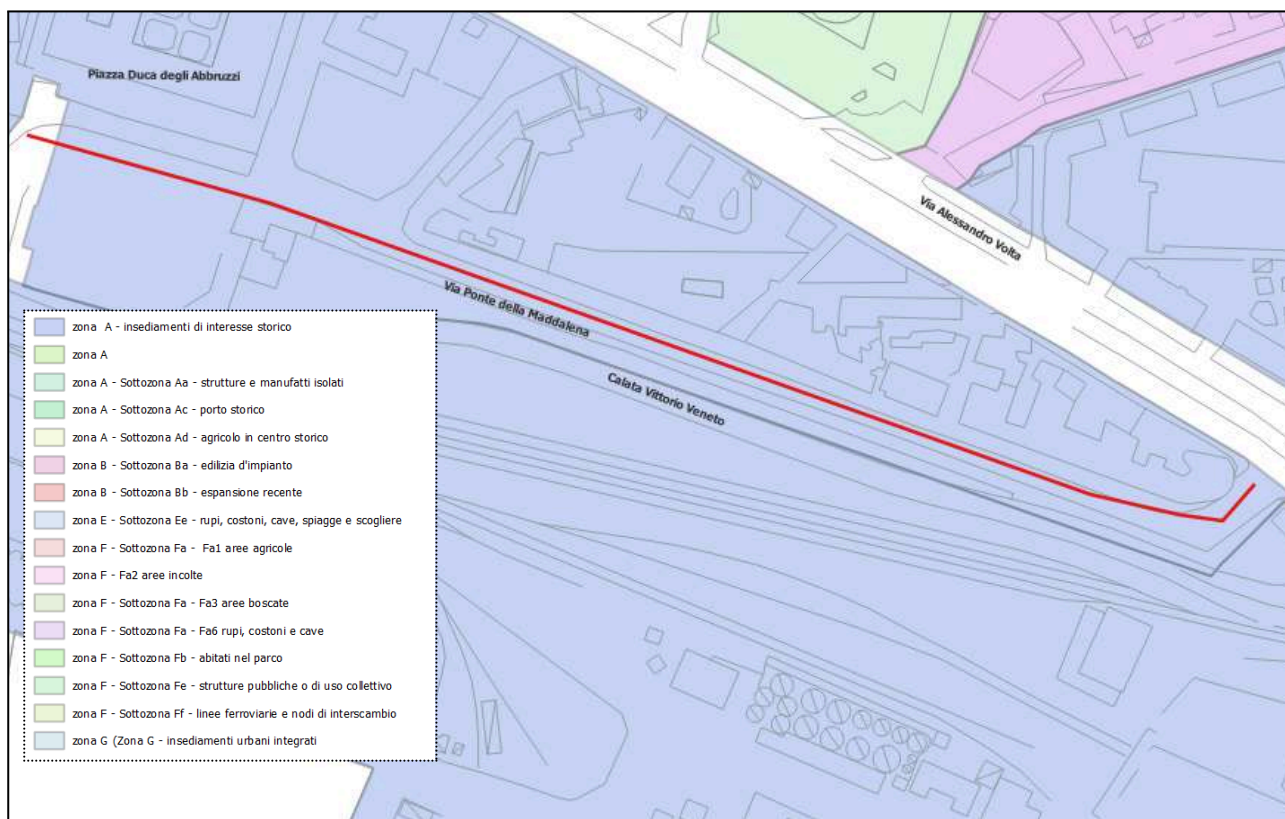 Piazza Duca degli Abbruzzi
Via Alessandro Volta
Via Ponte della Maddalena
Calata Vittorio Veneto
zona A - insediamenti di interesse storico
zona A
zona A - Sottozona Aa - strutture e manufatti isolati
zona A - Sottozona Ac - porto storico
zona A - Sottozona Ad - agricolo in centro storico
zona B - Sottozona Ba - edilizia d'impianto
zona B - Sottozona Bb - espansione recente
zona E - Sottozona Ee - rupi, costoni, cave, spiagge e scogliere
zona F - Sottozona Fa - Fa1 aree agricole
zona F - Fa2 aree incolte
zona F - Sottozona Fa - Fa3 aree boscate
zona F - Sottozona Fa - Fa6 rupi, costoni e cave
zona F - Sottozona Fb - abitati nel parco
zona F - Sottozona Fe - strutture pubbliche o di uso collettivo
zona F - Sottozona Ff - linee ferroviarie e nodi di interscambio
zona G (Zona G - insediamenti urbani integrati